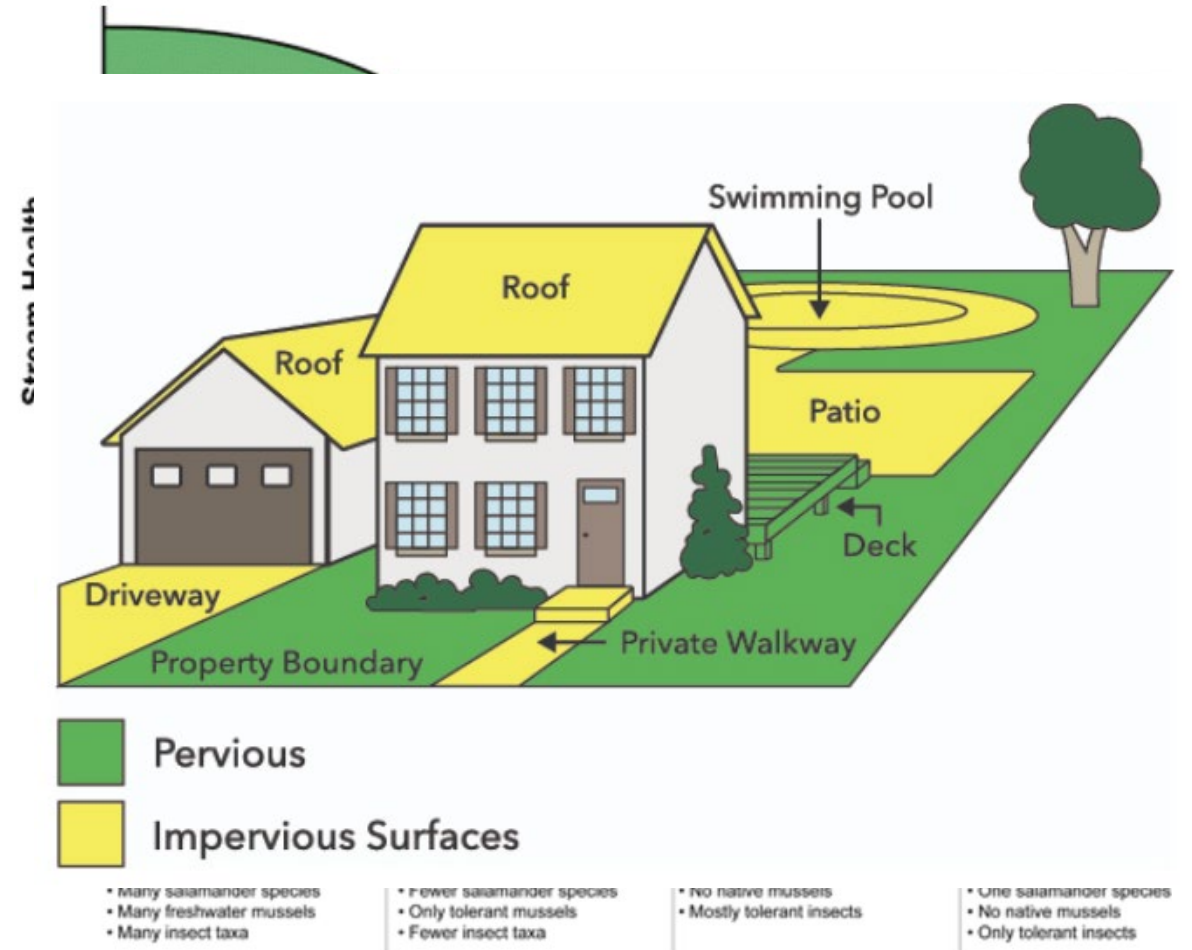 Stream Health
Swimming Pool
Roof
Roof
Patio
Deck
Driveway
Private Walkway
Property Boundary
Pervious
Impervious Surfaces
• Many salamander species
• Many freshwater mussels
• Many insect taxa
• Fewer salamander species
• Only tolerant mussels
• Fewer insect taxa
• No native mussels
• Mostly tolerant insects
• One salamander species
• No native mussels
• Only tolerant insects